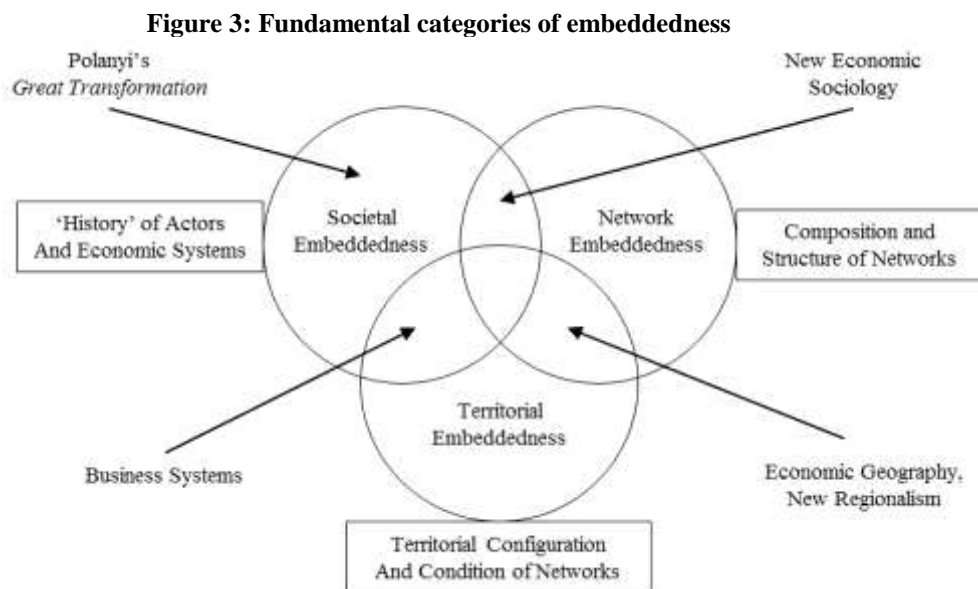 Figure 3: Fundamental categories of embeddedness
Polanyi's
Great Transformation
New Economic
Sociology
'History' of Actors
And Economic Systems
Societal
Embeddedness
Network
Embeddedness
Composition and
Structure of Networks
Territorial
Embeddedness
Business Systems
Economic Geography,
New Regionalism
Territorial Configuration
And Condition of Networks